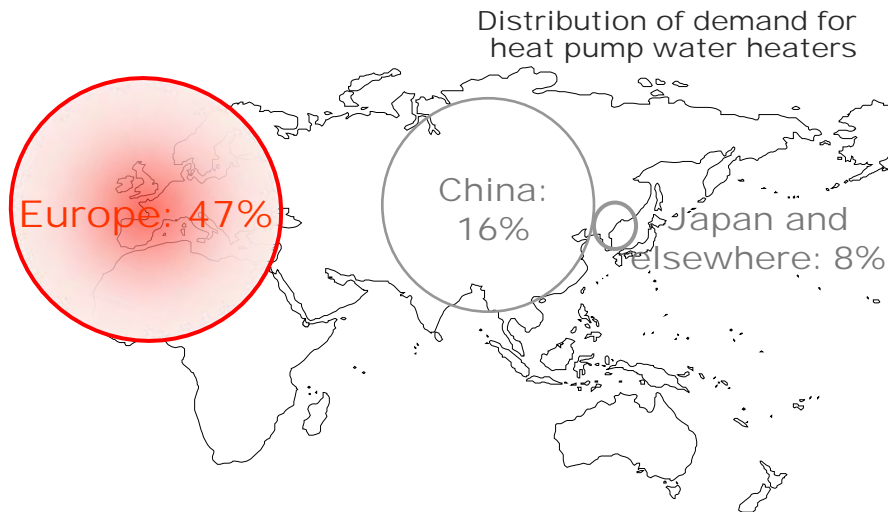 Distribution of demand for
heat pump water heaters
Europe: 47%
China:
16%
Japan and
elsewhere: 8%